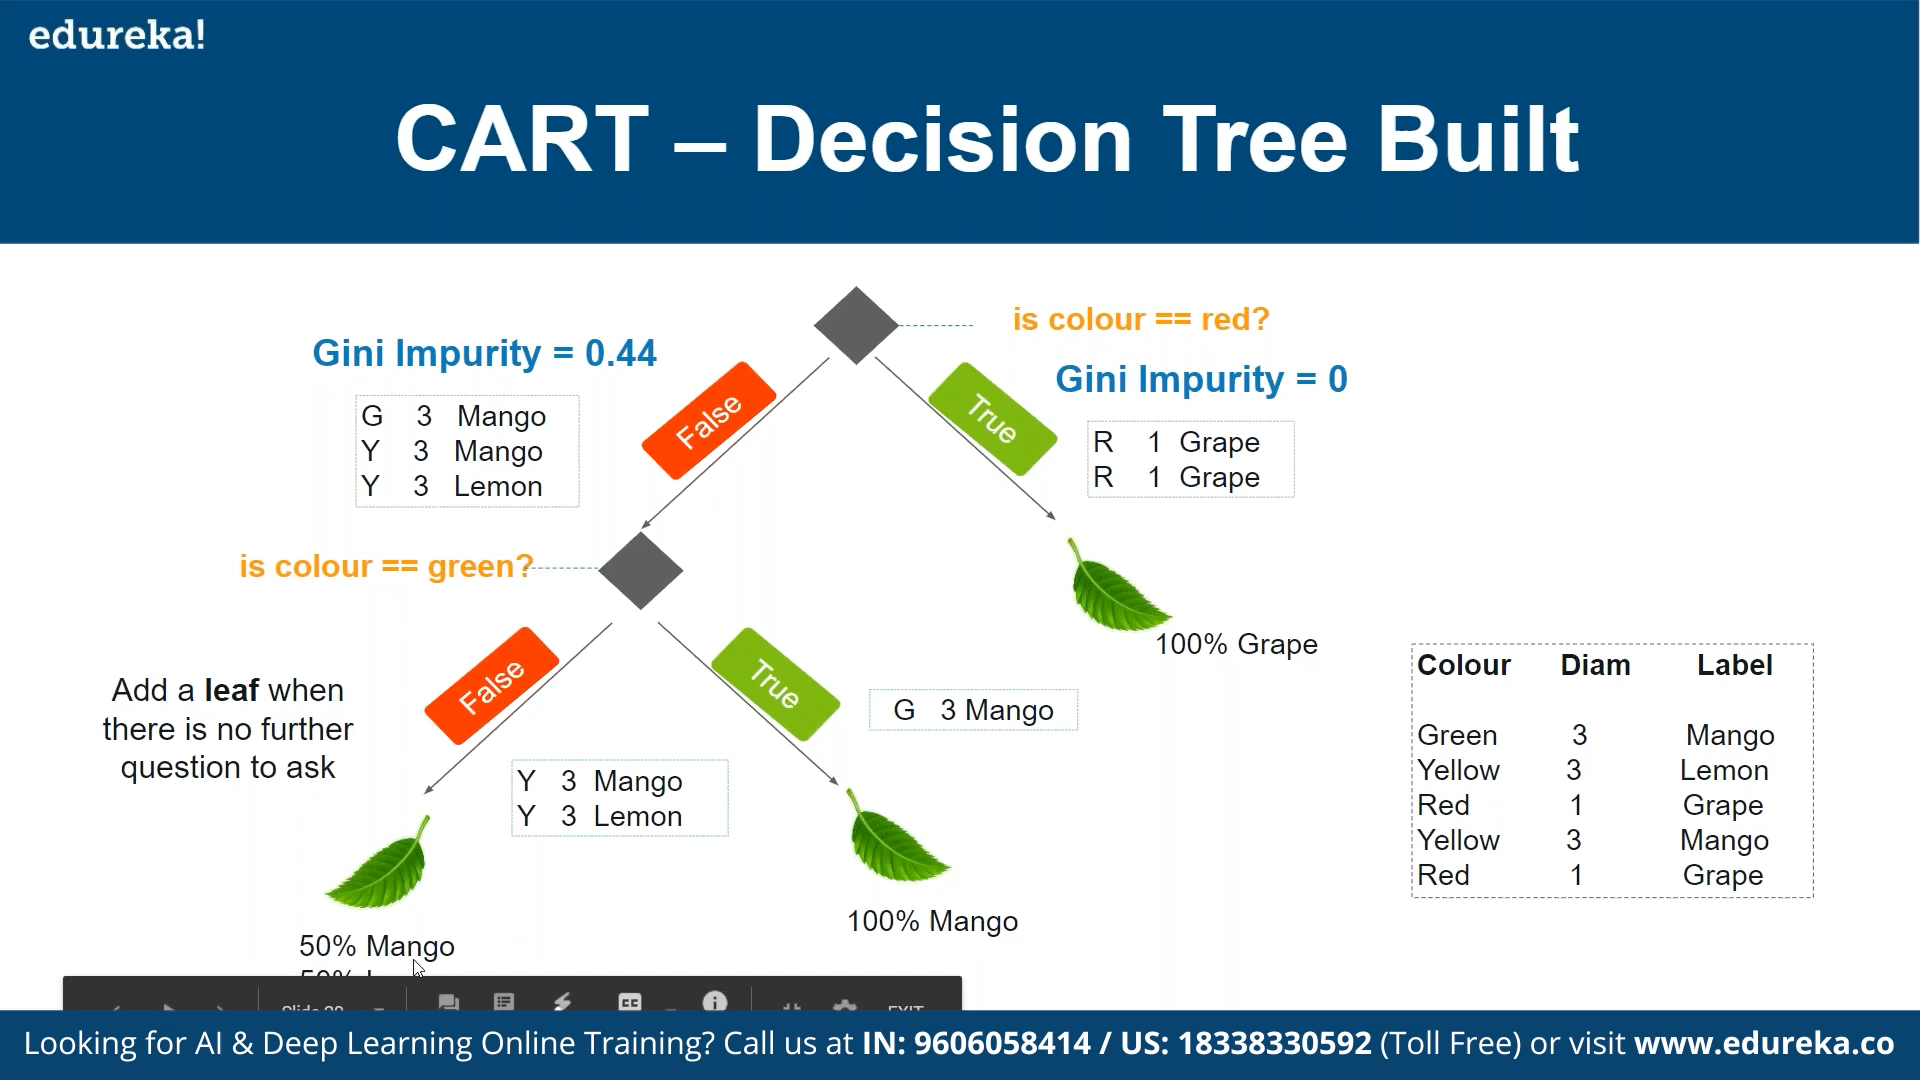 edureka!
CART – Decision Tree Built
is colour == red?
Gini Impurity = 0.44
Gini Impurity = 0
False
True
G 3 Mango
Y 3 Mango
Y 3 Lemon
R 1 Grape
R 1 Grape
is colour == green?
100% Grape
False
True
Add a leaf when
there is no further
question to ask
G 3 Mango
Y 3 Mango
Y 3 Lemon
100% Mango
50% Mango
50%
Colour Diam Label
Green 3 Mango
Yellow 3 Lemon
Red 1 Grape
Yellow 3 Mango
Red 1 Grape
CC
Looking for AI & Deep Learning Online Training? Call us at IN: 9606058414 / US: 18338330592 (Toll Free) or visit www.edureka.co